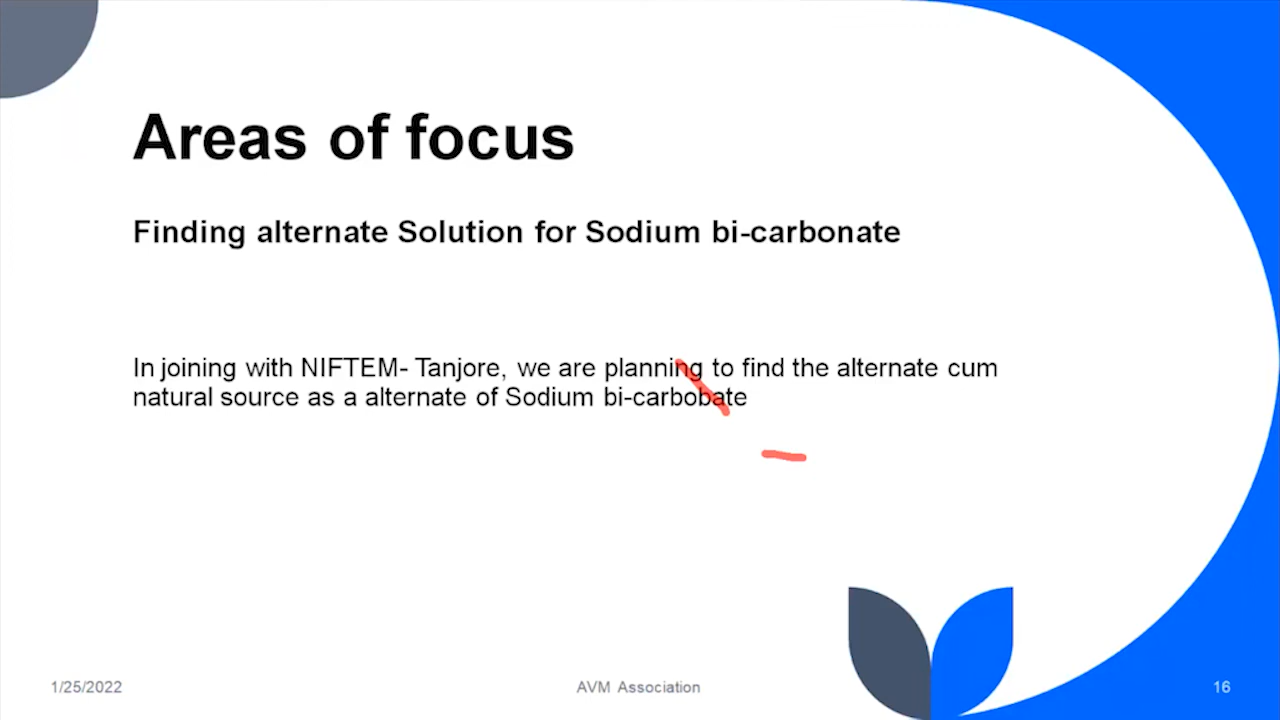 Areas of focus
Finding alternate Solution for Sodium bi-carbonate
In joining with NIFTEM- Tanjore, we are planning to find the alternate cum
natural source as a alternate of Sodium bi-carbobate
1/25/2022
AVM Association
16